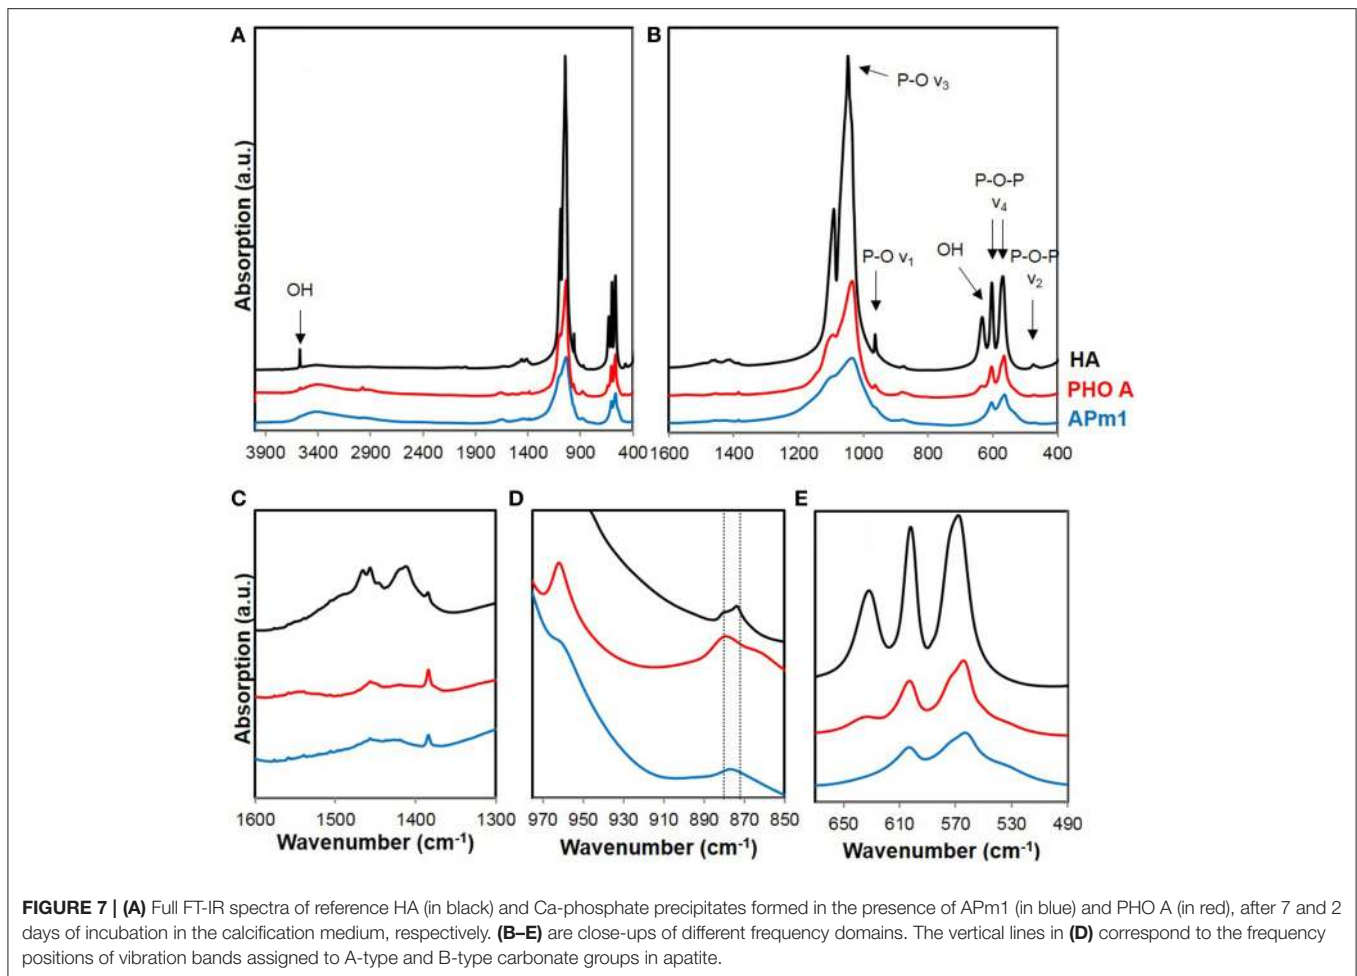 A
B
Absorption (a.u.)
P-O v3
P-O-P
v4
OH
P-O v1
OH
P-O-P
v2
HA
PHO A
APm1
3900 3400 2900 2400 1900 1400 900 400
1600 1400 1200 1000 800 600 400
C
D
E
Absorption (a.u.)
1600 1500 1400 1300
970 950 930 910 890 870 850
650 610 570 530 490
Wavenumber (cm-1)
Wavenumber (cm-1)
Wavenumber (cm-1)
FIGURE 7 | (A) Full FT-IR spectra of reference HA (in black) and Ca-phosphate precipitates formed in the presence of APm1 (in blue) and PHO A (in red), after 7 and 2
days of incubation in the calcification medium, respectively. (B–E) are close-ups of different frequency domains. The vertical lines in (D) correspond to the frequency
positions of vibration bands assigned to A-type and B-type carbonate groups in apatite.